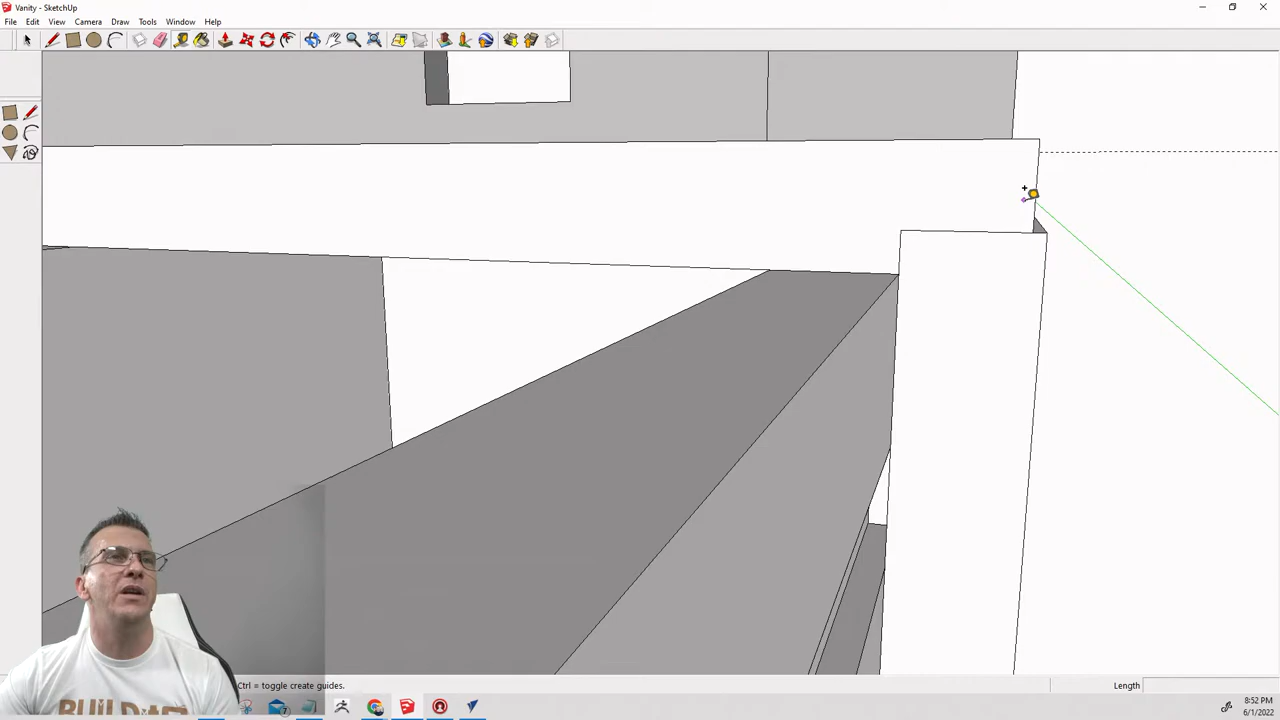 Vanity - SketchUp
File Edit View Camera Draw Tools Window Help
Ctrl = toggle create guides.
Length
7
8:52 PM
6/1/2022